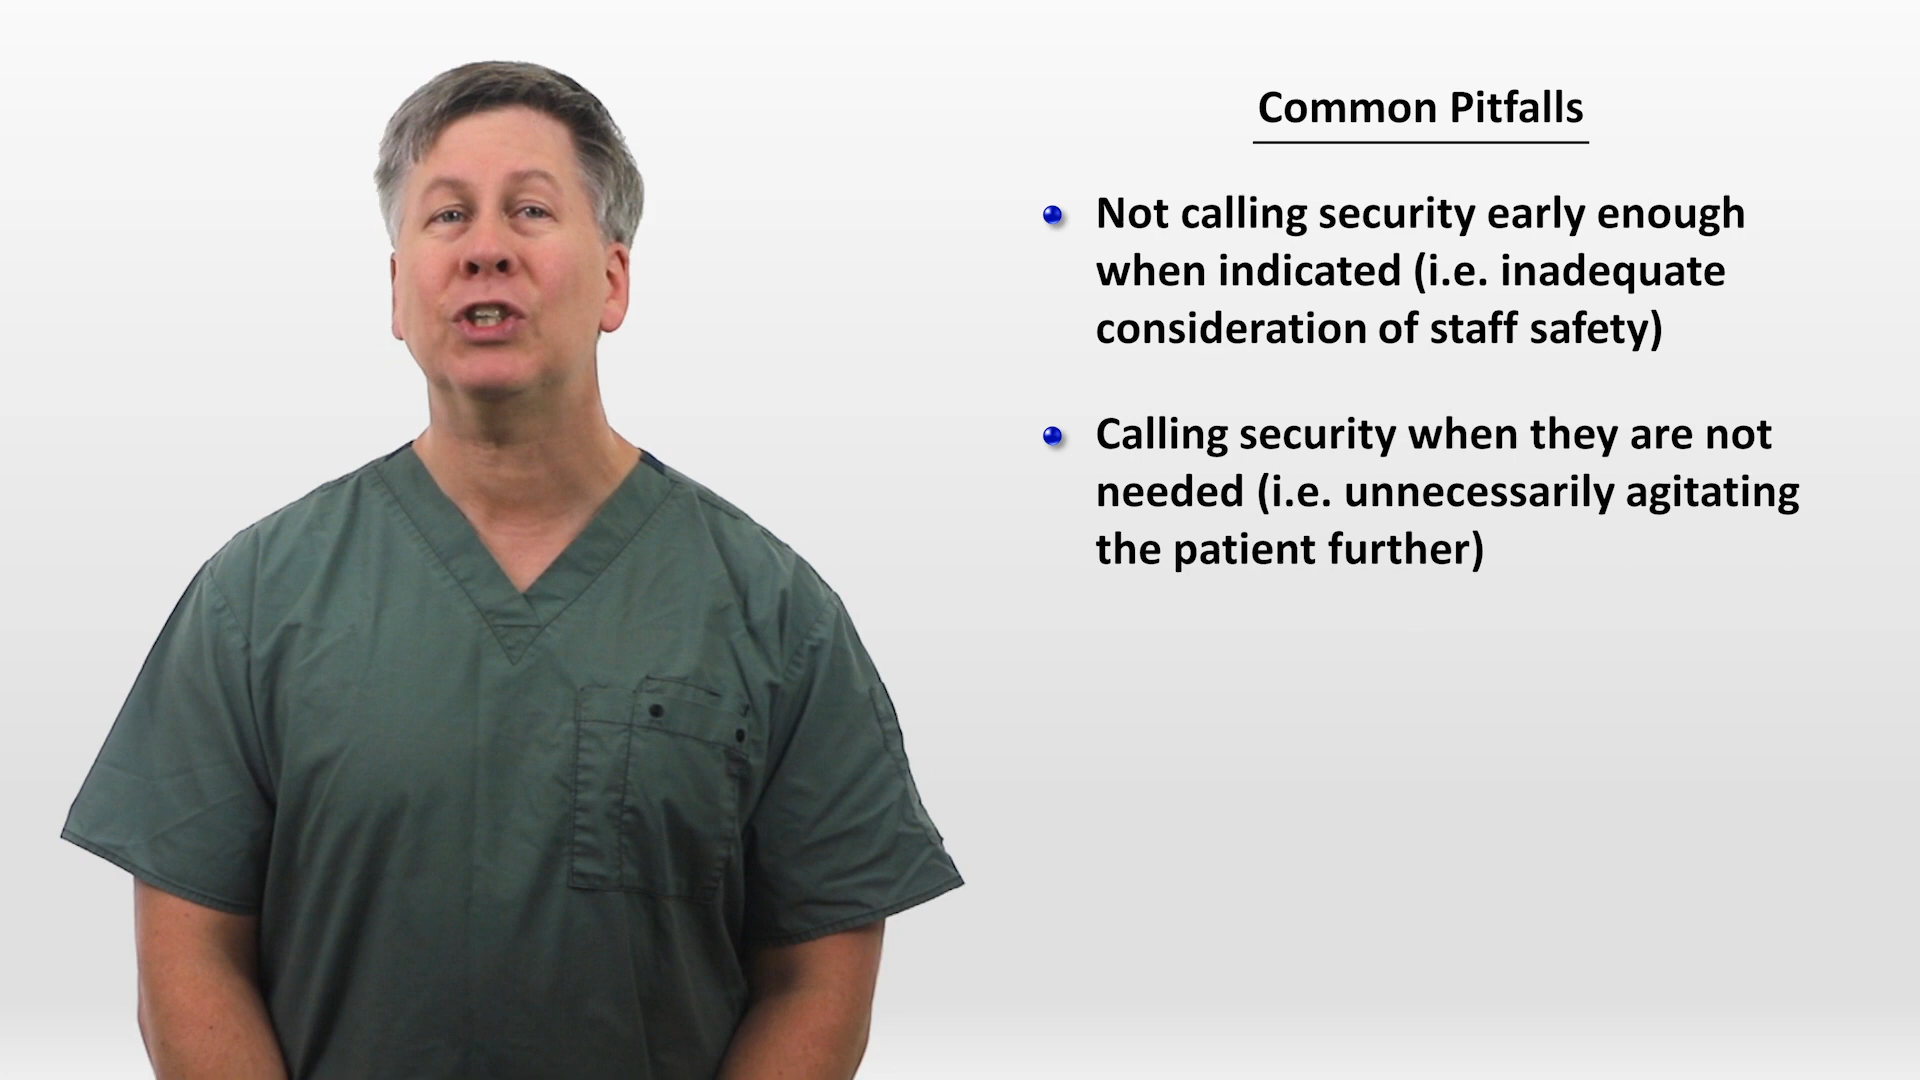 Common Pitfalls
Not calling security early enough
when indicated (i.e. inadequate
consideration of staff safety)
Calling security when they are not
needed (i.e. unnecessarily agitating
the patient further)